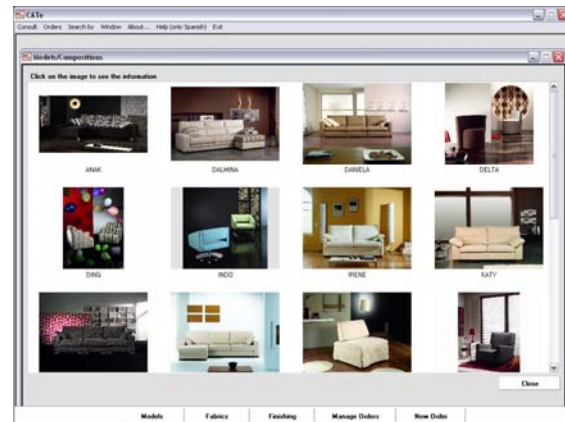 CATe
Consult Orders Search by Window About... Help (only Spanish) Exit
Models/Compositions
Click on the image to see the information
ANAK DALMINA DANIELA DELTA
DING INDO IRENE KATY
Close
Models Fabrics Finishing Manage Orders New Order